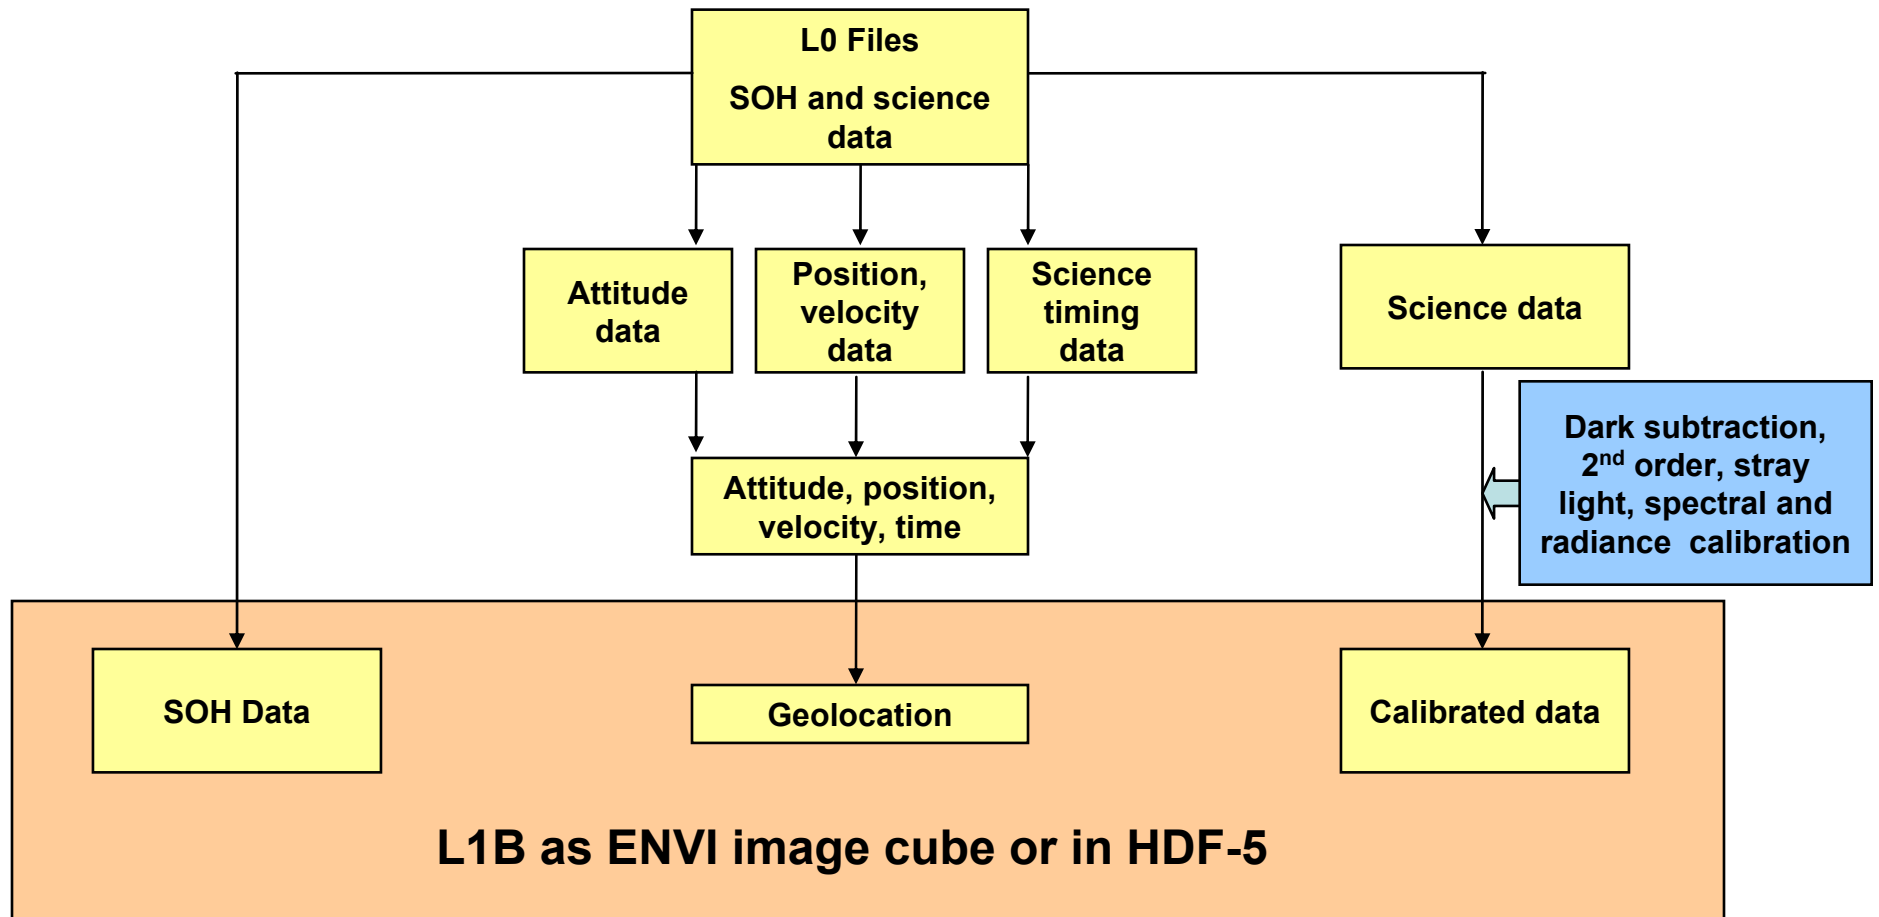 L0 Files
SOH and science
data
Attitude
data
Position,
velocity
data
Science
timing
data
Science data
Dark subtraction,
2nd order, stray
light, spectral and
radiance calibration
Attitude, position,
velocity, time
SOH Data
Geolocation
Calibrated data
L1B as ENVI image cube or in HDF-5